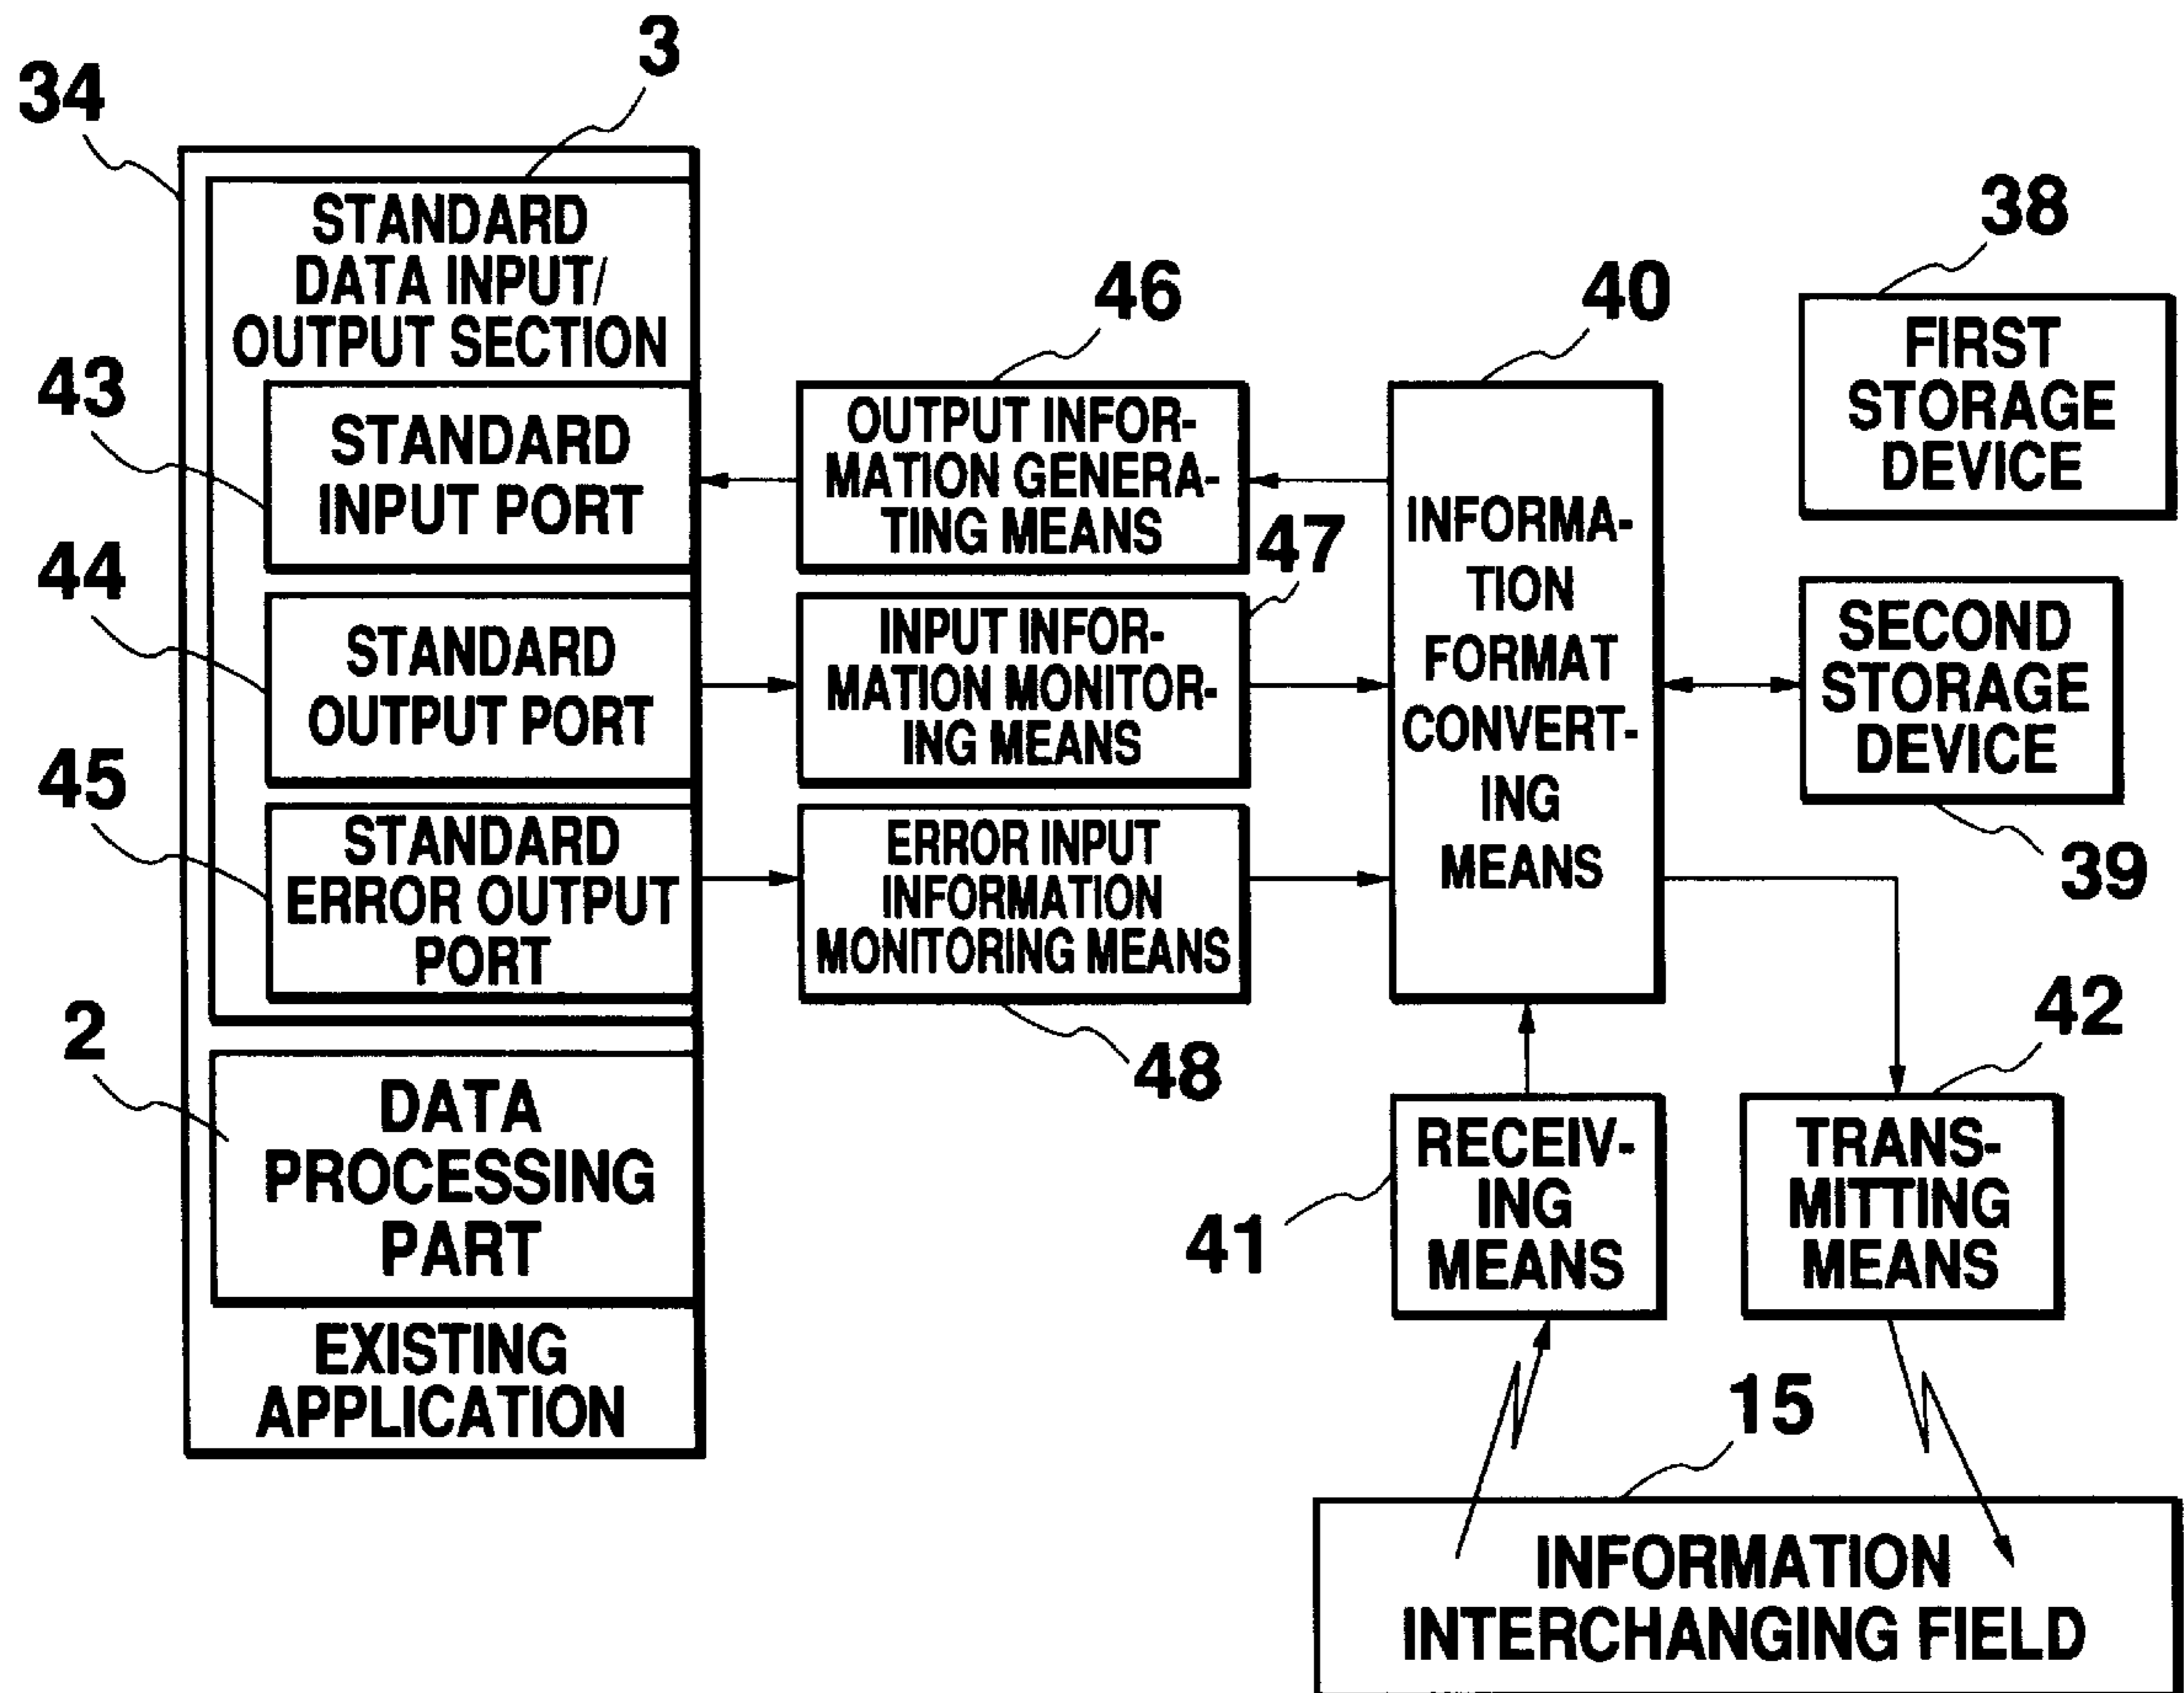 3
34
STANDARD
DATA INPUT/
OUTPUT SECTION
43
STANDARD
INPUT PORT
44
STANDARD
OUTPUT PORT
45
STANDARD
ERROR OUTPUT
PORT
2
DATA
PROCESSING
PART
EXISTING
APPLICATION
46
OUTPUT INFOR-
MATION GENERA-
TING MEANS
47
INPUT INFOR-
MATION MONITOR-
ING MEANS
ERROR INPUT
INFORMATION
MONITORING MEANS
48
40
INFORMA-
TION
FORMAT
CONVERT-
ING
MEANS
38
FIRST
STORAGE
DEVICE
SECOND
STORAGE
DEVICE
39
41
RECEIV-
ING
MEANS
42
TRANS-
MITTING
MEANS
15
INFORMATION
INTERCHANGING FIELD